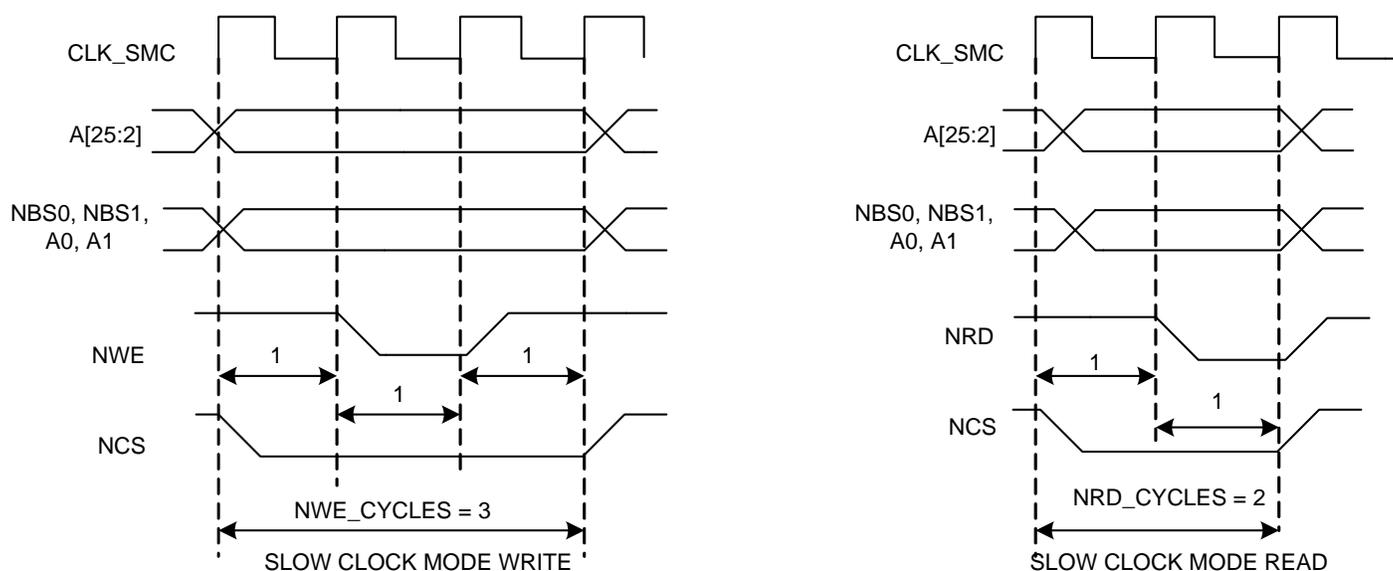 CLK_SMC
A[25:2]
NBS0, NBS1,
A0, A1
NWE
1
1
1
NCS
NWE_CYCLES = 3
SLOW CLOCK MODE WRITE
CLK_SMC
A[25:2]
NBS0, NBS1,
A0, A1
NRD
1
1
NCS
NRD_CYCLES = 2
SLOW CLOCK MODE READ